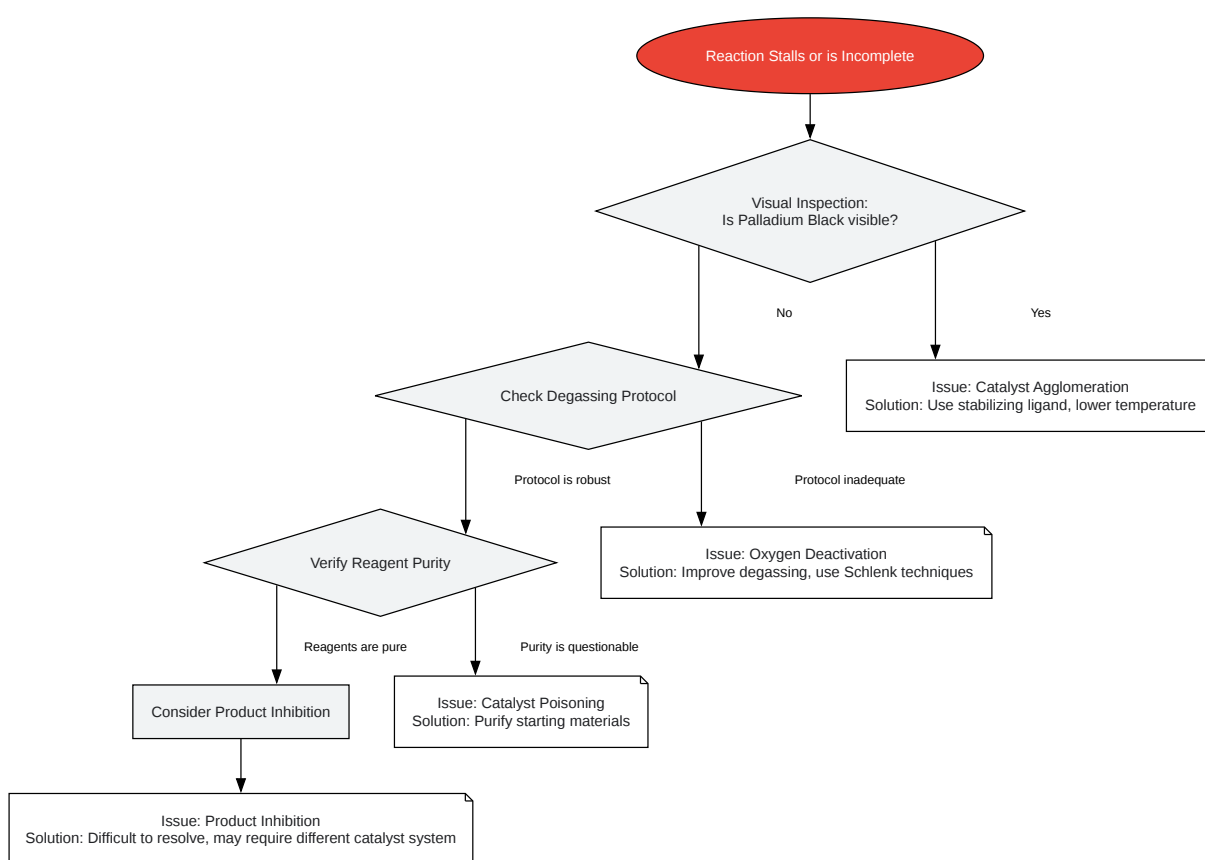 Reaction Stalls or is Incomplete
Visual Inspection:
Is Palladium Black visible?
No
Yes
Issue: Catalyst Agglomeration
Solution: Use stabilizing ligand, lower temperature
Check Degassing Protocol
Protocol is robust
Protocol inadequate
Issue: Oxygen Deactivation
Solution: Improve degassing, use Schlenk techniques
Verify Reagent Purity
Reagents are pure
Purity is questionable
Issue: Catalyst Poisoning
Solution: Purify starting materials
Consider Product Inhibition
Issue: Product Inhibition
Solution: Difficult to resolve, may require different catalyst system